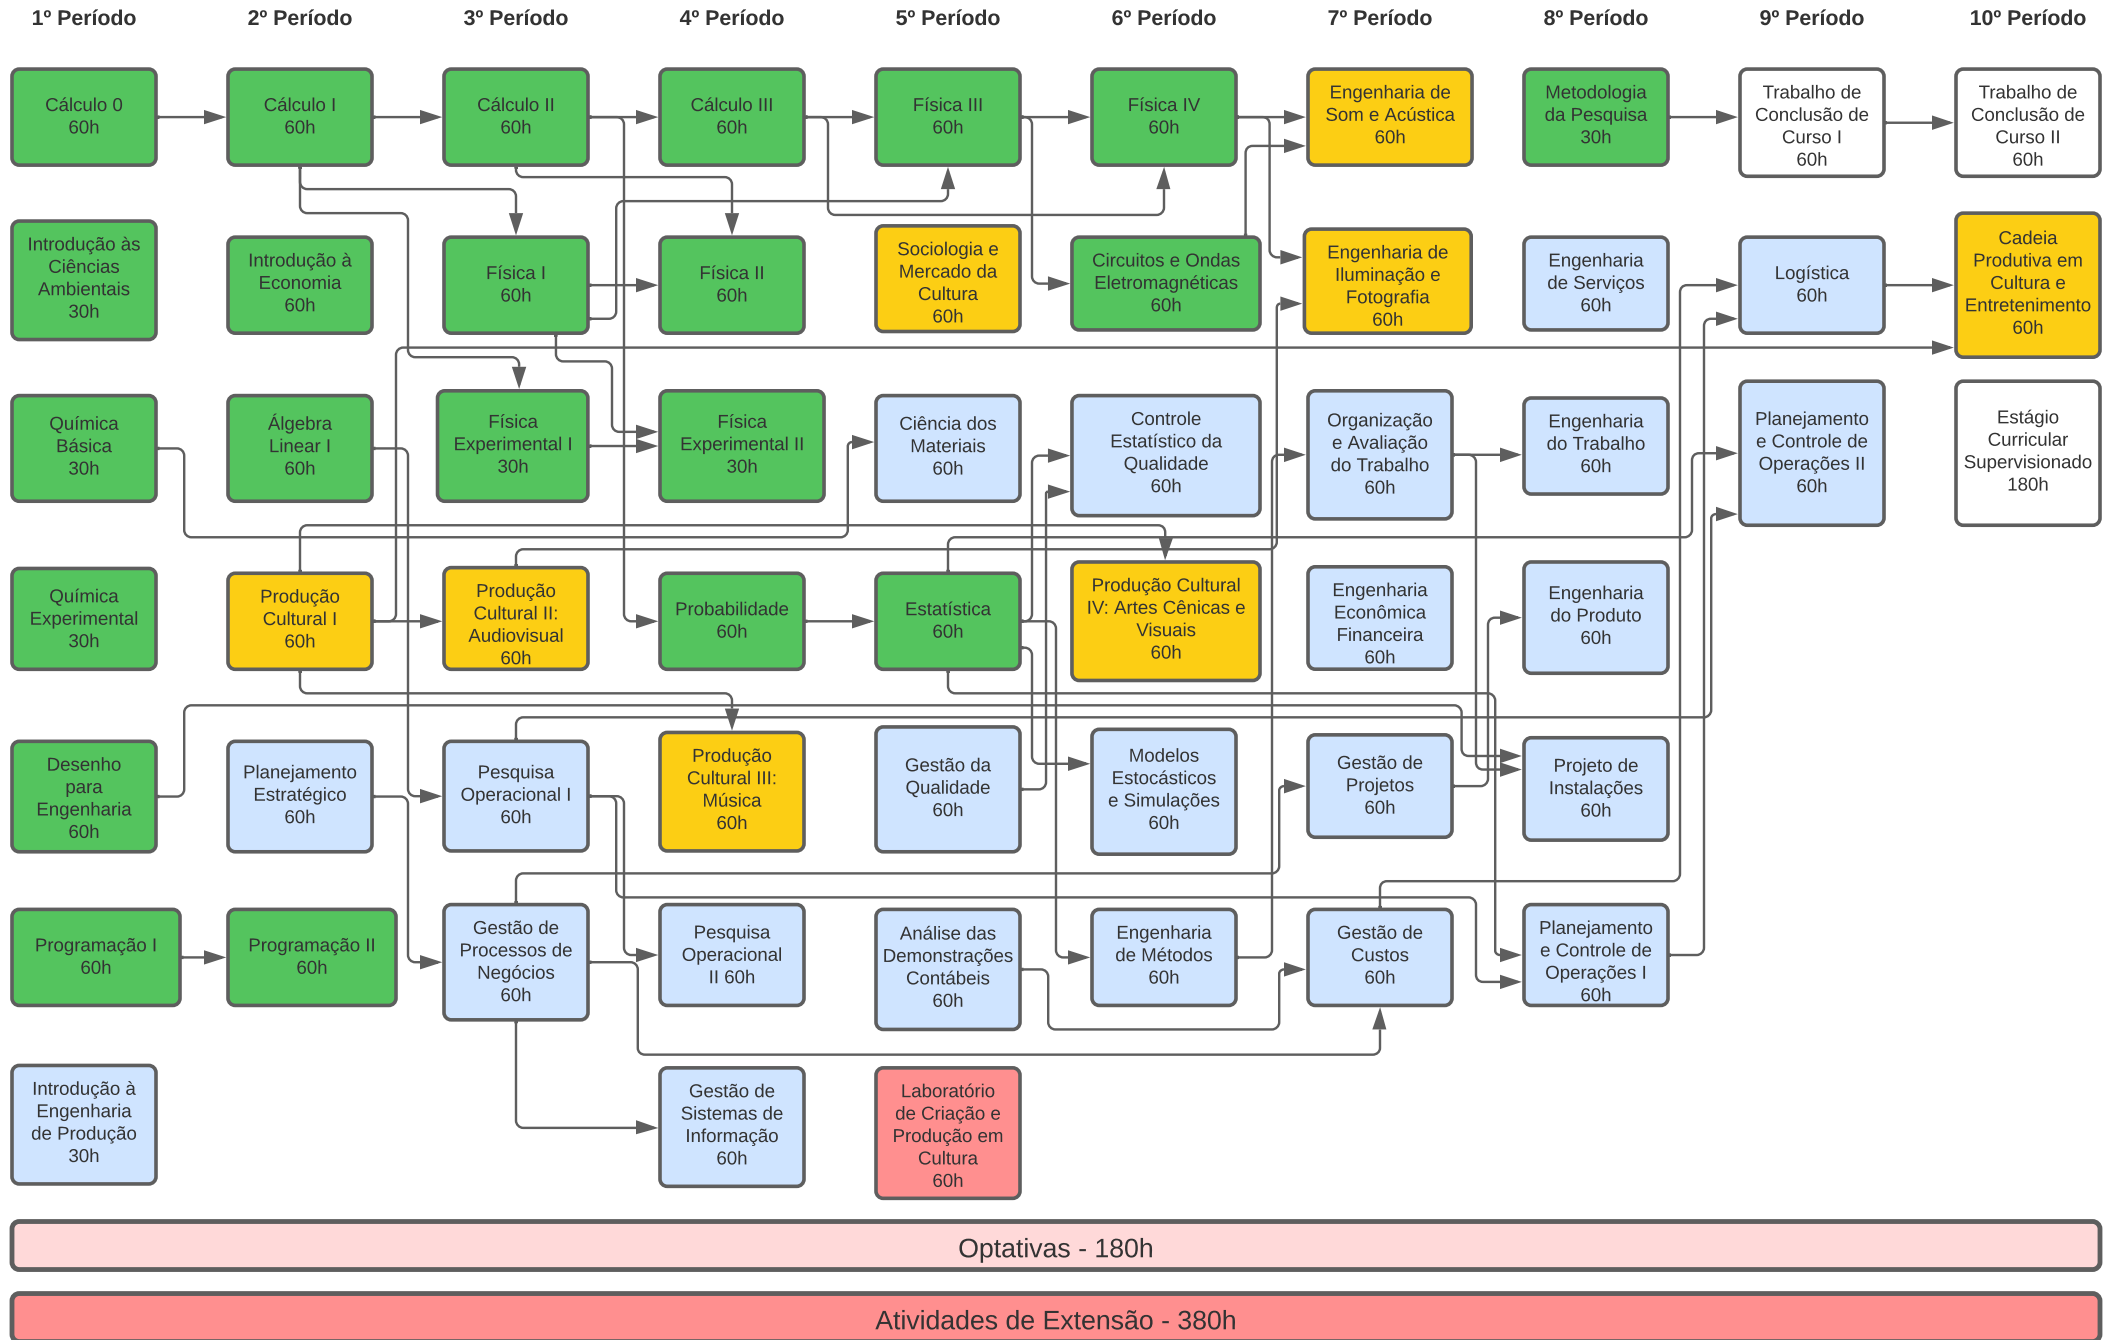 1º Período
2º Período
3º Período
4º Período
5º Período
6º Período
7º Período
8º Período
9º Período
10º Período
Cálculo 0
60h
Cálculo I
60h
Cálculo II
60h
Cálculo III
60h
Física III
60h
Física IV
60h
Engenharia de
Som e Acústica
60h
Metodologia
da Pesquisa
30h
Trabalho de
Conclusão de
Curso I
60h
Trabalho de
Conclusão de
Curso II
60h
Introdução às
Ciências
Ambientais
30h
Introdução à
Economia
60h
Física I
60h
Física II
60h
Sociologia e
Mercado da
Cultura
60h
Circuitos e Ondas
Eletromagnéticas
60h
Engenharia de
Iluminação e
Fotografia
60h
Engenharia
de Serviços
60h
Logística
60h
Cadeia
Produtiva em
Cultura e
Entretenimento
60h
Química
Básica
30h
Álgebra
Linear I
60h
Física
Experimental I
30h
Física
Experimental II
30h
Ciência dos
Materiais
60h
Controle
Estatístico da
Qualidade
60h
Organização
e Avaliação
do Trabalho
60h
Engenharia
do Trabalho
60h
Planejamento
e Controle de
Operações II
60h
Estágio
Curricular
Supervisionado
180h
Química
Experimental
30h
Produção
Cultural I
60h
Produção
Cultural II:
Audiovisual
60h
Probabilidade
60h
Estatística
60h
Produção Cultural
IV: Artes Cênicas e
Visuais
60h
Engenharia
Econômica
Financeira
60h
Engenharia
do Produto
60h
Desenho
para
Engenharia
60h
Planejamento
Estratégico
60h
Pesquisa
Operacional I
60h
Produção
Cultural III:
Música
60h
Gestão da
Qualidade
60h
Modelos
Estocásticos
e Simulações
60h
Gestão de
Projetos
60h
Projeto de
Instalações
60h
Programação I
60h
Programação II
60h
Gestão de
Processos de
Negócios
60h
Pesquisa
Operacional
II 60h
Análise das
Demonstrações
Contábeis
60h
Engenharia
de Métodos
60h
Gestão de
Custos
60h
Planejamento
e Controle de
Operações I
60h
Introdução à
Engenharia
de Produção
30h
Gestão de
Sistemas de
Informação
60h
Laboratório
de Criação e
Produção em
Cultura
60h
Optativas - 180h
Atividades de Extensão - 380h